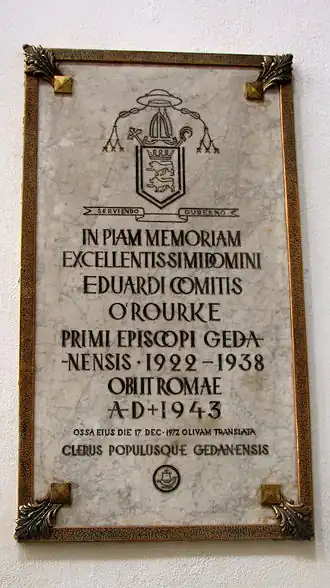 SERVIENDO GUBERNO
IN PIAM MEMORIAM
EXCELLENTISSIMI DOMINI
EDUARDI COMITIS
O'ROURKE
PRIMI EPISCOPI GEDA-
-NENSIS · 1922 – 1938
OBIIT ROMAE
A·D + 1943
OSSA EIUS DIE 17 DEC · 1972 OLIVAM TRANSLATA
CLERUS POPULUSQUE GEDANENSIS